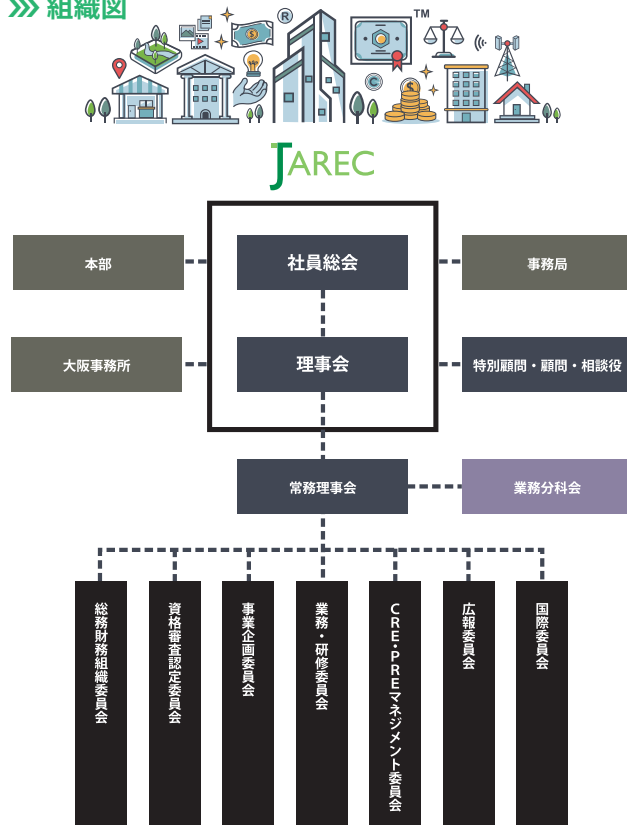 組織図
®
TM
$
C
$
JAREC
本部
社員総会
事務局
大阪事務所
理事会
特別顧問・顧問・相談役
常務理事会
業務分科会
総務財務組織委員会
資格審査認定委員会
事業企画委員会
業務・研修委員会
CRE・PREマネジメント委員会
広報委員会
国際委員会